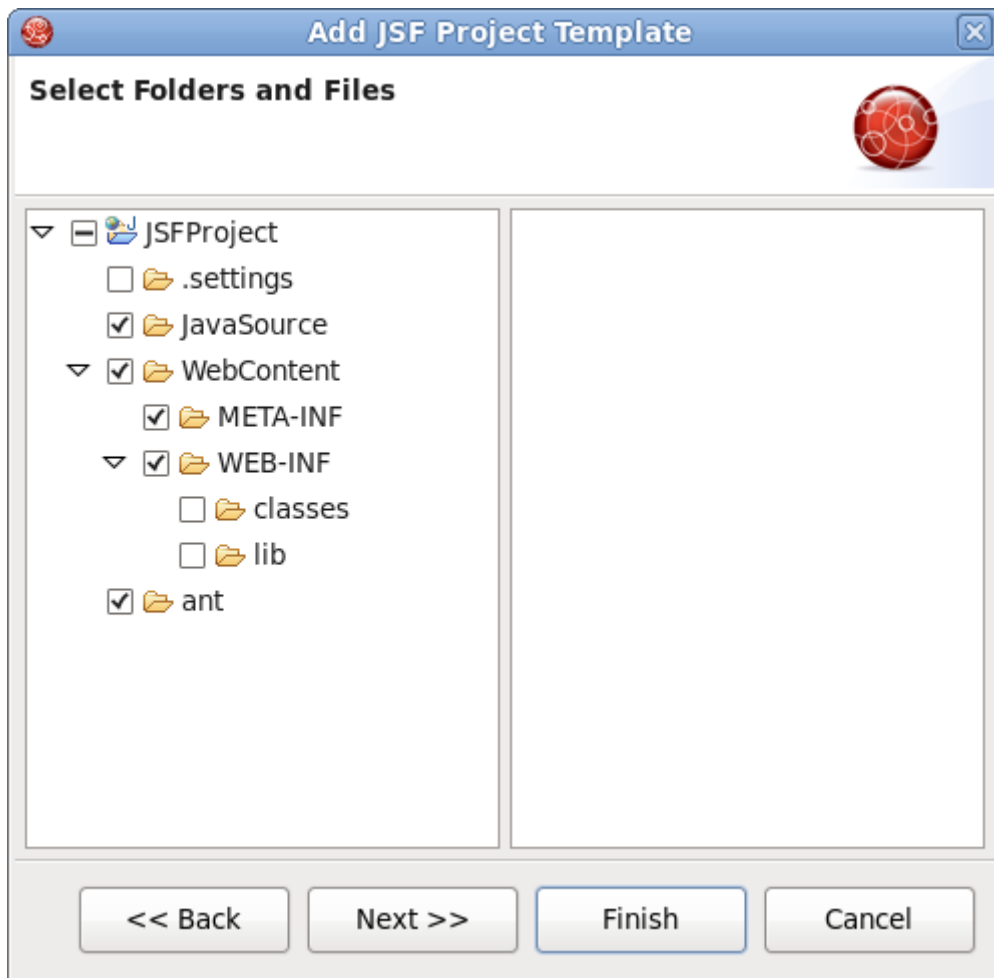 Add JSF Project Template
Select Folders and Files
JSFProject
.settings
JavaSource
WebContent
META-INF
WEB-INF
classes
lib
ant
<< Back Next >> Finish Cancel